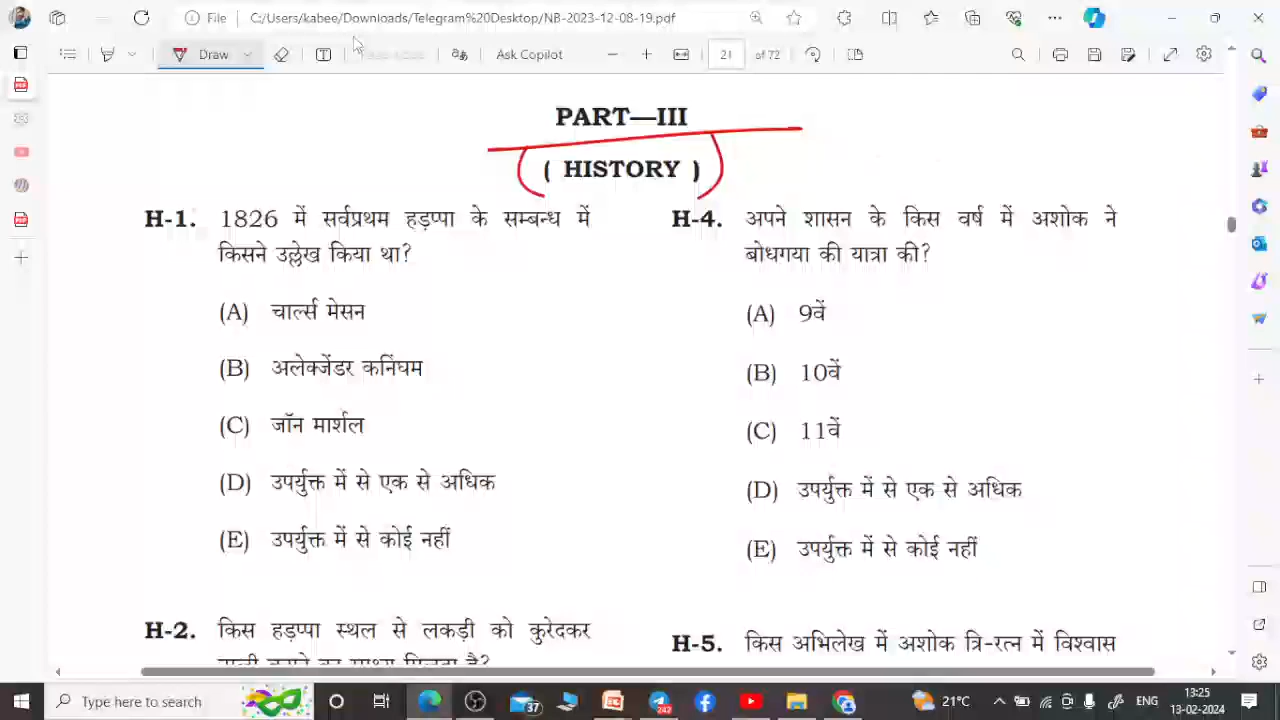 File
C:/Users/kabee/Downloads/Telegram%20Desktop/NB-2023-12-08-19.pdf
Draw
Ask Copilot
21 of 72
PART—III
( HISTORY )
H-1. 1826 में सर्वप्रथम हड़प्पा के सम्बन्ध में
किसने उल्लेख किया था?
(A) चार्ल्स मेसन
(B) अलेक्जेंडर कनिंघम
(C) जॉन मार्शल
(D) उपर्युक्त में से एक से अधिक
(E) उपर्युक्त में से कोई नहीं
H-2. किस हड़प्पा स्थल से लकड़ी को कुरेदकर
H-4. अपने शासन के किस वर्ष में अशोक ने
बोधगया की यात्रा की?
(A) 9वें
(B) 10वें
(C) 11वें
(D) उपर्युक्त में से एक से अधिक
(E) उपर्युक्त में से कोई नहीं
H-5. किस अभिलेख में अशोक त्रि-रत्न में विश्वास
Type here to search
37
242
21°C
ENG
13:25
13-02-2024